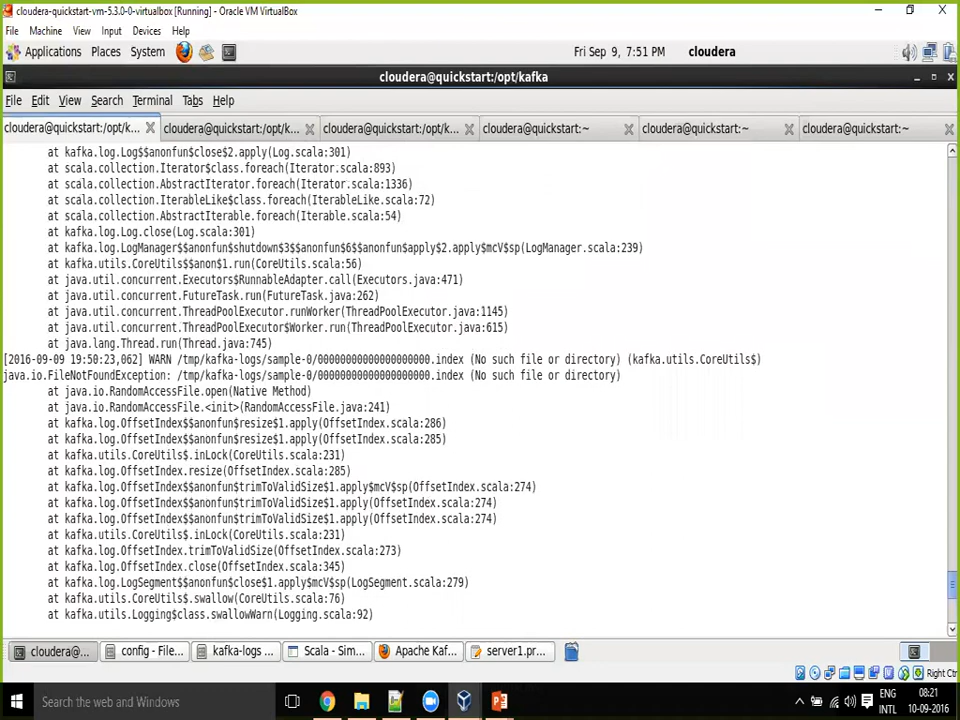 cloudera-quickstart-vm-5.3.0-0-virtualbox [Running] - Oracle VM VirtualBox
File Machine View Input Devices Help
Applications Places System Fri Sep 9, 7:51 PM cloudera
cloudera@quickstart:/opt/kafka
File Edit View Search Terminal Tabs Help
cloudera@quickstart:/opt/k... cloudera@quickstart:/opt/k... cloudera@quickstart:/opt/k... cloudera@quickstart:~ cloudera@quickstart:~ cloudera@quickstart:~
at kafka.log.Log$$anonfun$close$2.apply(Log.scala:301)
at scala.collection.Iterator$class.foreach(Iterator.scala:893)
at scala.collection.AbstractIterator.foreach(Iterator.scala:1336)
at scala.collection.IterableLike$class.foreach(IterableLike.scala:72)
at scala.collection.AbstractIterable.foreach(Iterable.scala:54)
at kafka.log.Log.close(Log.scala:301)
at kafka.log.LogManager$$anonfun$shutdown$3$$anonfun$6$$anonfun$apply$2.apply$mcV$sp(LogManager.scala:239)
at kafka.utils.CoreUtils$$anon$1.run(CoreUtils.scala:56)
at java.util.concurrent.Executors$RunnableAdapter.call(Executors.java:471)
at java.util.concurrent.FutureTask.run(FutureTask.java:262)
at java.util.concurrent.ThreadPoolExecutor.runWorker(ThreadPoolExecutor.java:1145)
at java.util.concurrent.ThreadPoolExecutor$Worker.run(ThreadPoolExecutor.java:615)
at java.lang.Thread.run(Thread.java:745)
[2016-09-09 19:50:23,062] WARN /tmp/kafka-logs/sample-0/00000000000000000000.index (No such file or directory) (kafka.utils.CoreUtils$)
java.io.FileNotFoundException: /tmp/kafka-logs/sample-0/00000000000000000000.index (No such file or directory)
at java.io.RandomAccessFile.open(Native Method)
at java.io.RandomAccessFile.<init>(RandomAccessFile.java:241)
at kafka.log.OffsetIndex$$anonfun$resize$1.apply(OffsetIndex.scala:286)
at kafka.log.OffsetIndex$$anonfun$resize$1.apply(OffsetIndex.scala:285)
at kafka.utils.CoreUtils$.inLock(CoreUtils.scala:231)
at kafka.log.OffsetIndex.resize(OffsetIndex.scala:285)
at kafka.log.OffsetIndex$$anonfun$trimToValidSize$1.apply$mcV$sp(OffsetIndex.scala:274)
at kafka.log.OffsetIndex$$anonfun$trimToValidSize$1.apply(OffsetIndex.scala:274)
at kafka.log.OffsetIndex$$anonfun$trimToValidSize$1.apply(OffsetIndex.scala:274)
at kafka.utils.CoreUtils$.inLock(CoreUtils.scala:231)
at kafka.log.OffsetIndex.trimToValidSize(OffsetIndex.scala:273)
at kafka.log.OffsetIndex.close(OffsetIndex.scala:345)
at kafka.log.LogSegment$$anonfun$close$1.apply$mcV$sp(LogSegment.scala:279)
at kafka.utils.CoreUtils$.swallow(CoreUtils.scala:76)
at kafka.utils.Logging$class.swallowWarn(Logging.scala:92)
cloudera@... config - File... kafka-logs ... Scala - Sim... Apache Kaf... server1.pr...
Right Ctr
Search the web and Windows ENG 08:21
INTL 10-09-2016